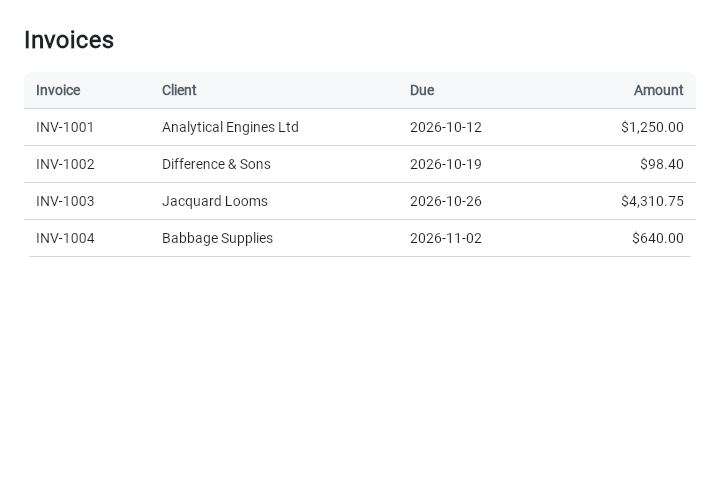 Invoices
Invoice Client Due Amount
INV-1001 Analytical Engines Ltd 2026-10-12 $1,250.00
INV-1002 Difference & Sons 2026-10-19 $98.40
INV-1003 Jacquard Looms 2026-10-26 $4,310.75
INV-1004 Babbage Supplies 2026-11-02 $640.00